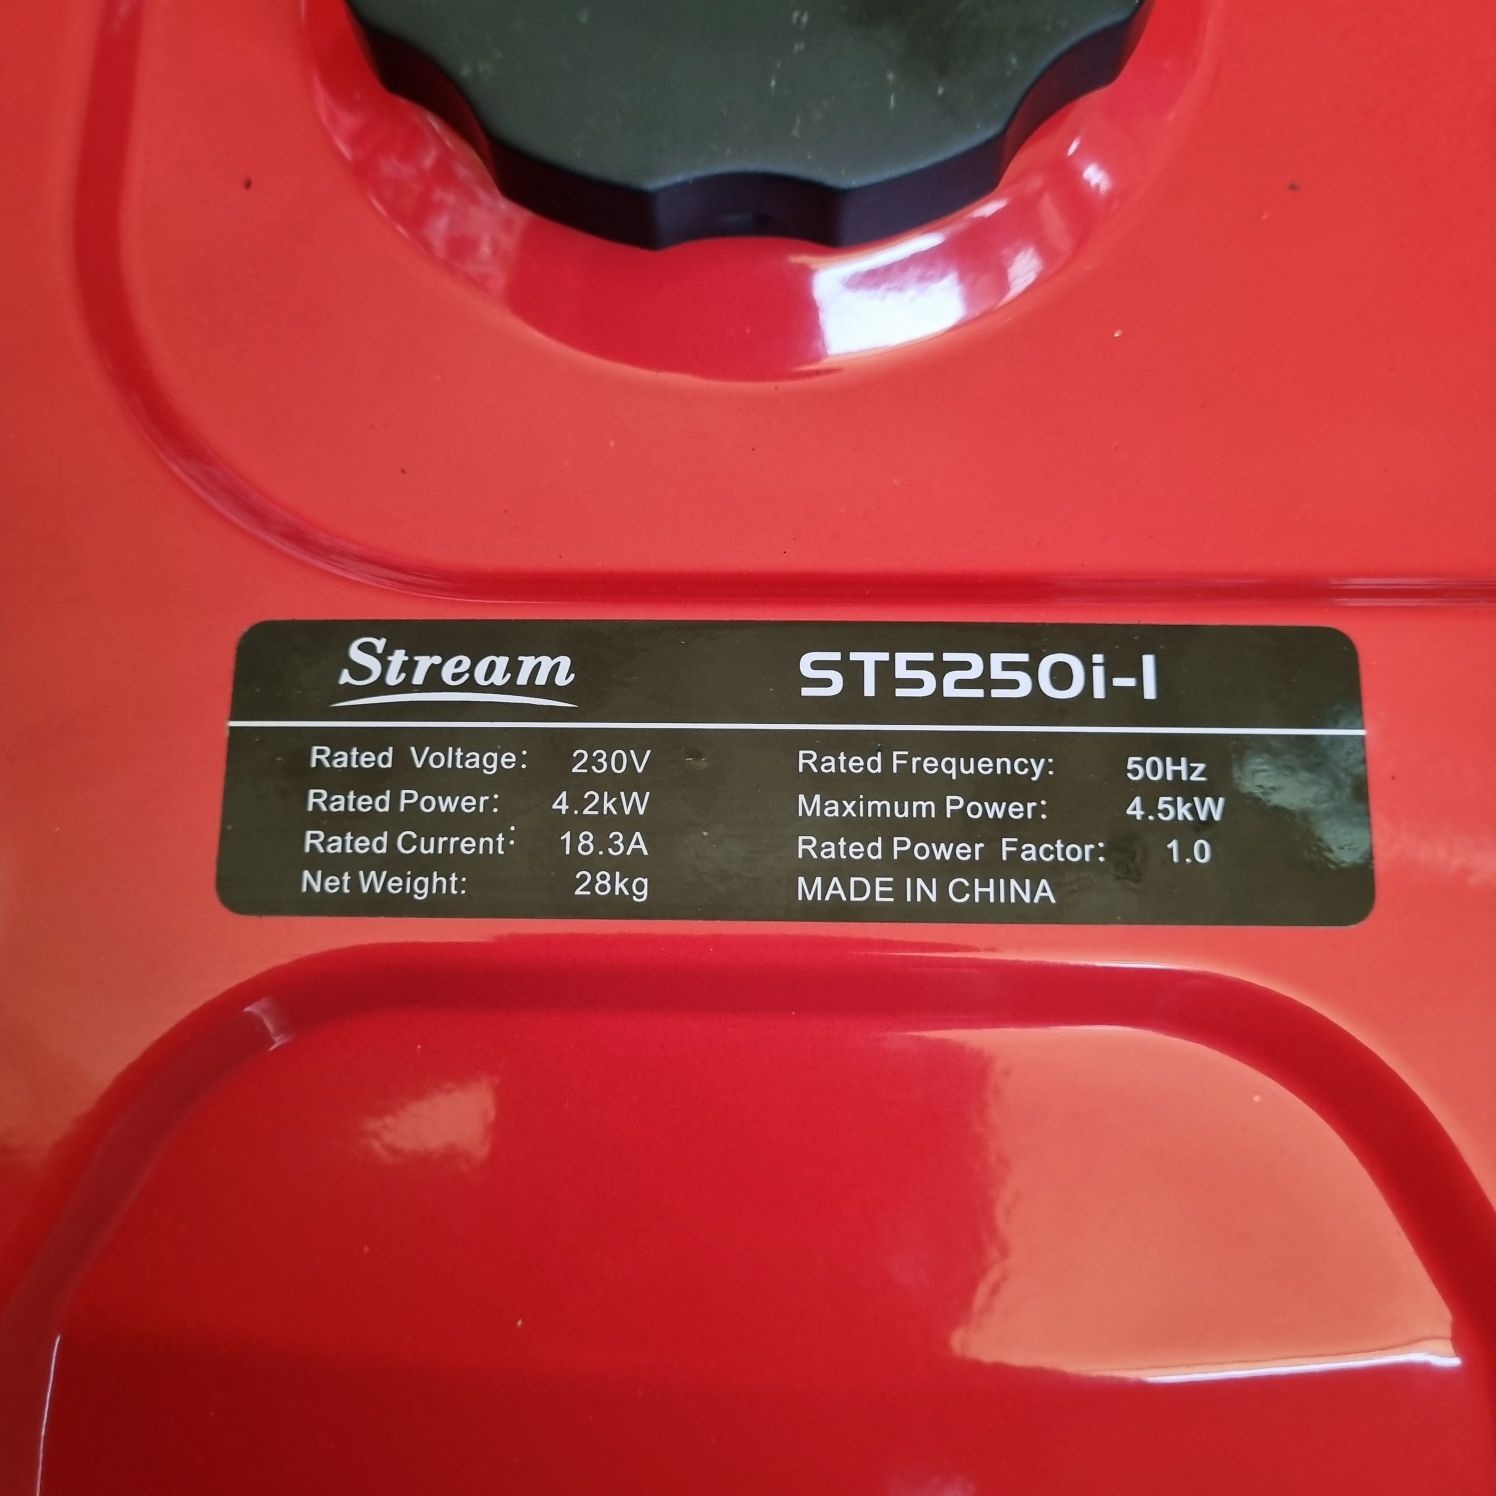 Stream ST5250i-I
Rated Voltage: 230V Rated Frequency: 50Hz
Rated Power: 4.2kW Maximum Power: 4.5kW
Rated Current: 18.3A Rated Power Factor: 1.0
Net Weight: 28kg MADE IN CHINA